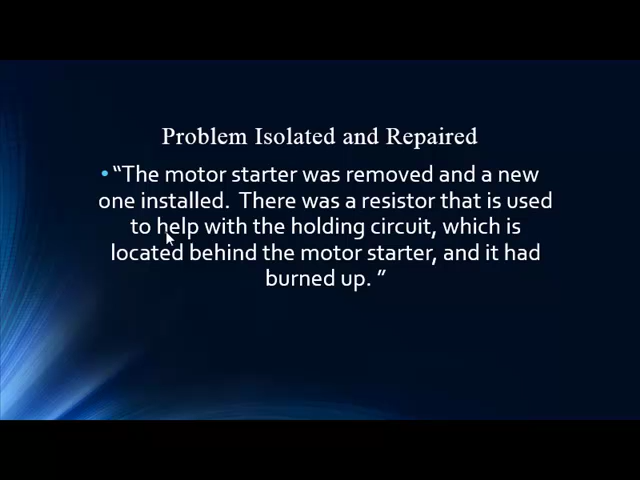 Problem Isolated and Repaired
• “The motor starter was removed and a new
one installed.  There was a resistor that is used
to help with the holding circuit, which is
located behind the motor starter, and it had
burned up. ”